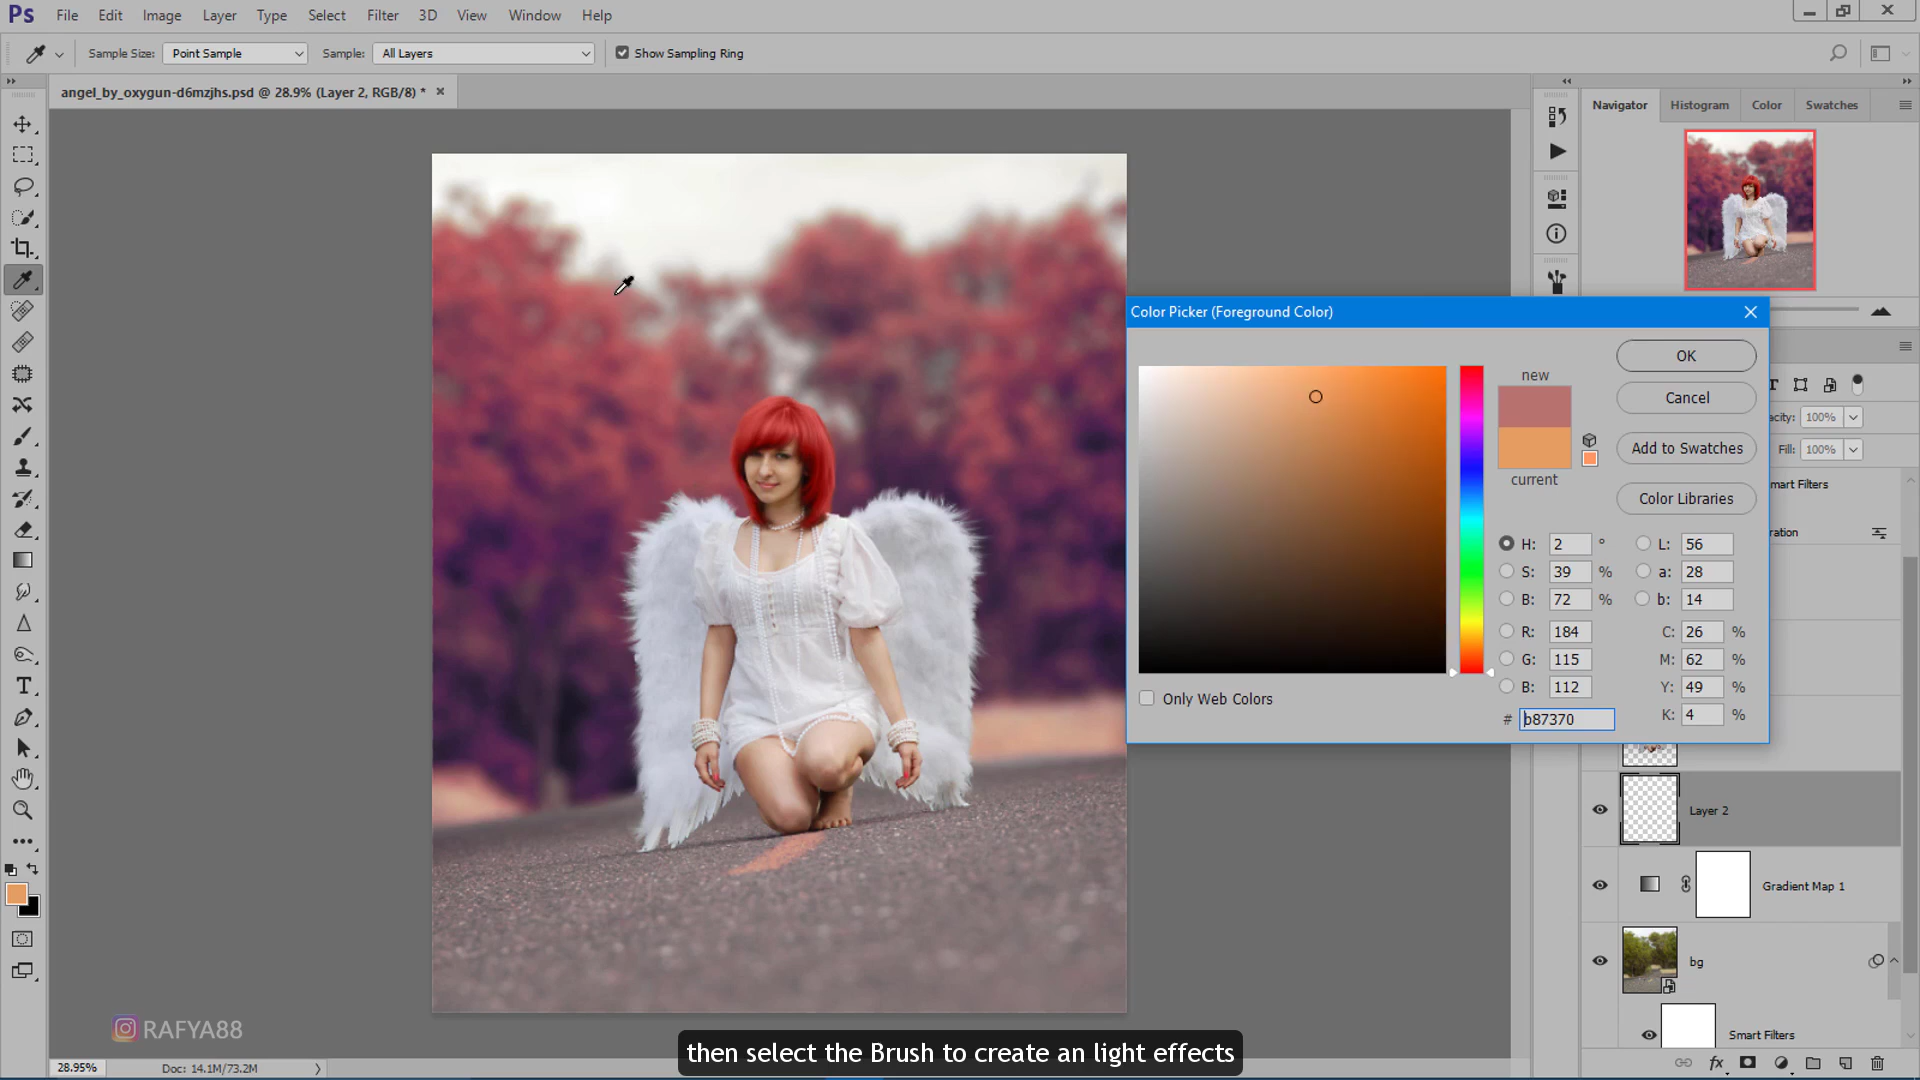 Ps File Edit Image Layer Type Select Filter 3D View Window Help
Sample Size: Point Sample Sample: All Layers Show Sampling Ring
angel_by_oxygun-d6mzjhs.psd @ 28.9% (Layer 2, RGB/8) *
Navigator Histogram Color Swatches
Color Picker (Foreground Color)
OK
new
Cancel
Add to Swatches
current
Color Libraries
H: 2 °
L: 56
S: 39 %
a: 28
B: 72 %
b: 14
R: 184
C: 26 %
G: 115
M: 62 %
B: 112
Y: 49 %
# b87370
K: 4 %
Only Web Colors
acity: 100%
Fill: 100%
mart Filters
ration
Layer 2
Gradient Map 1
bg
Smart Filters
fx
RAFYA88
then select the Brush to create an light effects
28.95% Doc: 14.1M/73.2M